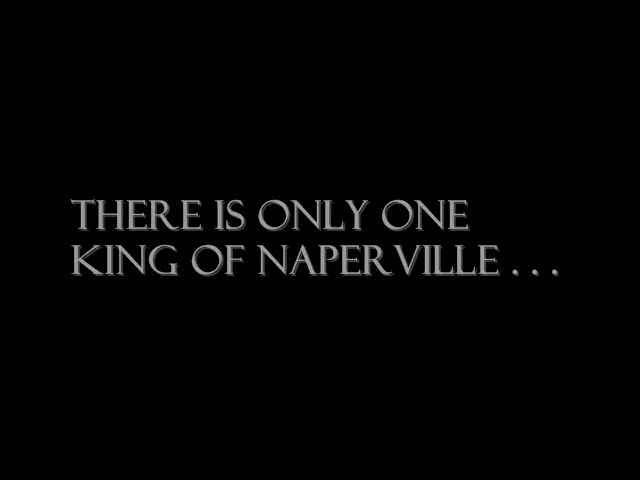 THERE IS ONLY ONE
KING OF NAPERVILLE . . .